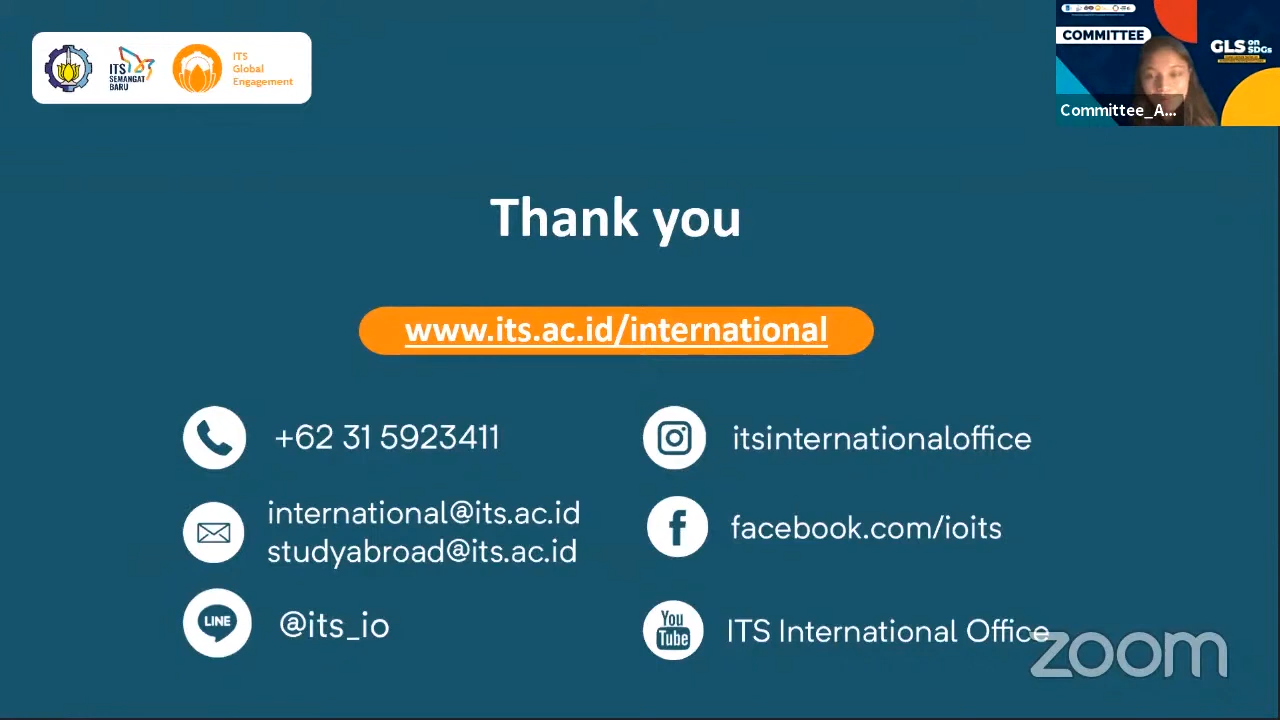 ITS
SEMANGAT
BARU
ITS
Global
Engagement
COMMITTEE
GLS on
SDGs
Committee_A...
Thank you
www.its.ac.id/international
+62 31 5923411
international@its.ac.id
studyabroad@its.ac.id
LINE
@its_io
itsinternationaloffice
facebook.com/ioits
You
Tube
ITS International Office
zoom